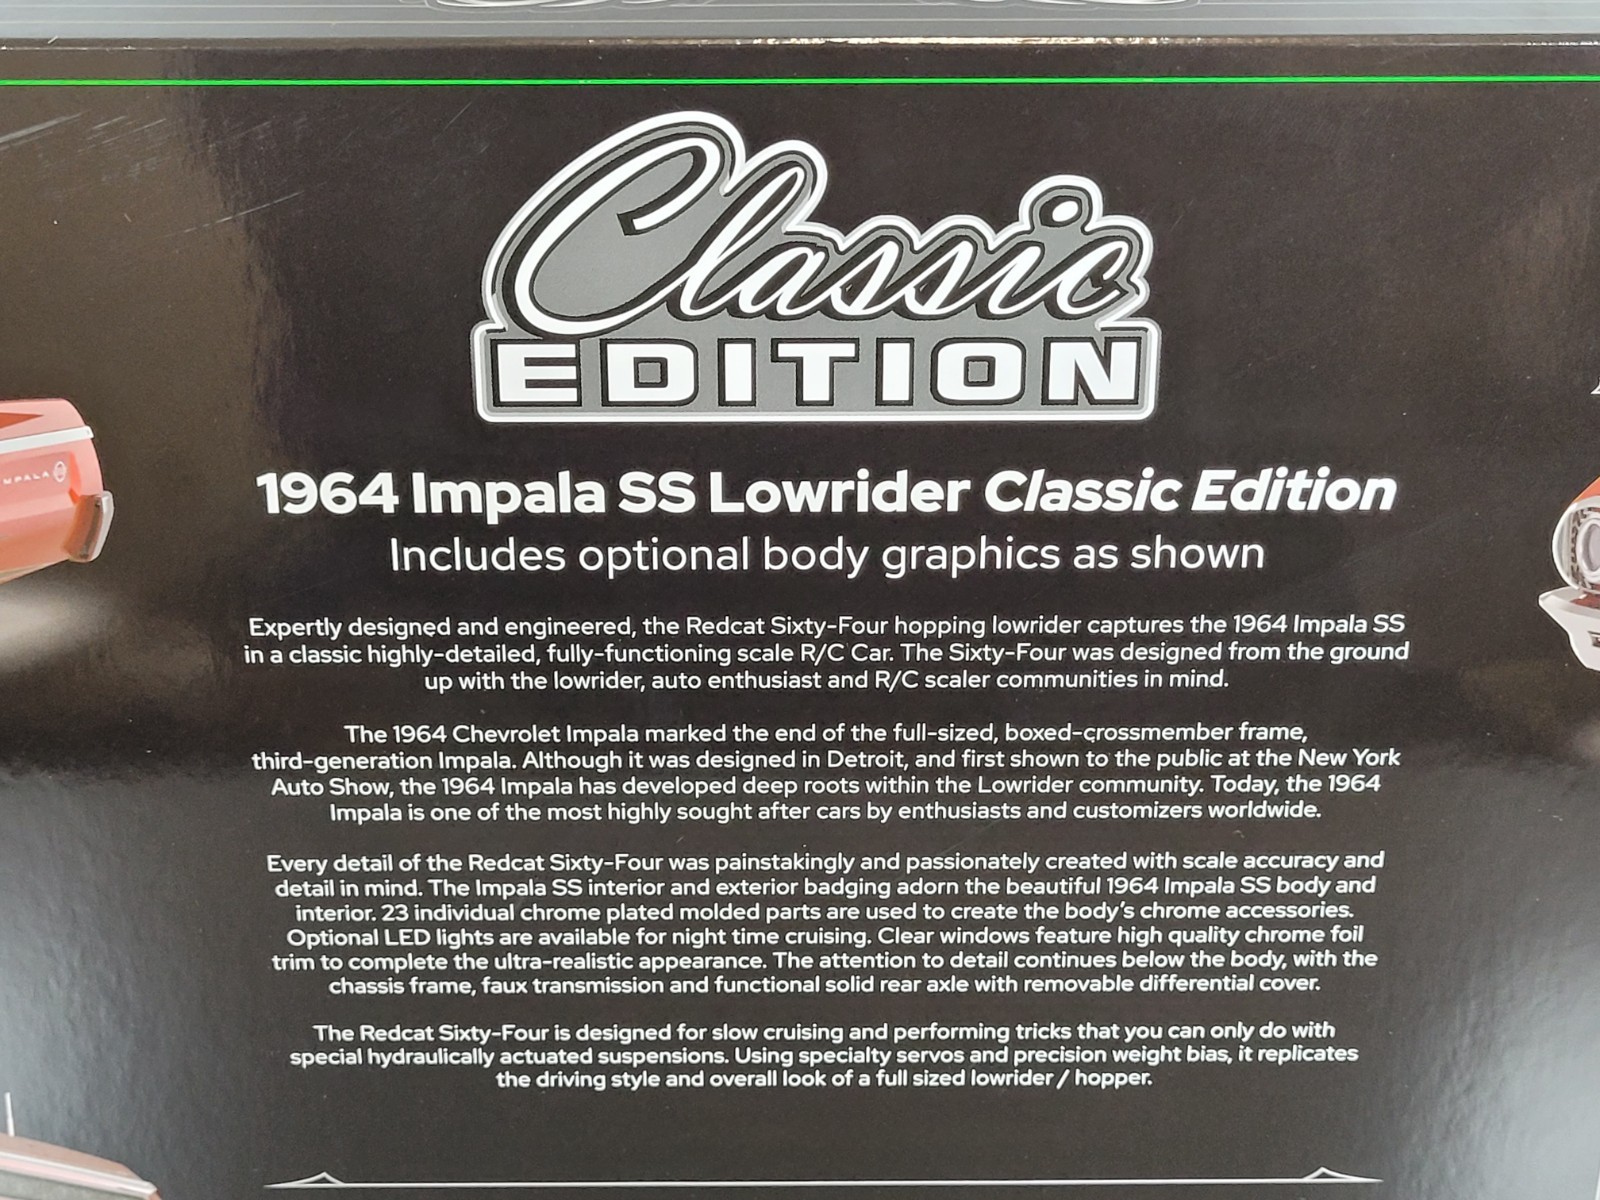 Classic
EDITION
1964 Impala SS Lowrider Classic Edition
Includes optional body graphics as shown
Expertly designed and engineered, the Redcat Sixty-Four hopping lowrider captures the 1964 Impala SS
in a classic highly-detailed, fully-functioning scale R/C Car. The Sixty-Four was designed from the ground
up with the lowrider, auto enthusiast and R/C scaler communities in mind.
The 1964 Chevrolet Impala marked the end of the full-sized, boxed-crossmember frame,
third-generation Impala. Although it was designed in Detroit, and first shown to the public at the New York
Auto Show, the 1964 Impala has developed deep roots within the Lowrider community. Today, the 1964
Impala is one of the most highly sought after cars by enthusiasts and customizers worldwide.
Every detail of the Redcat Sixty-Four was painstakingly and passionately created with scale accuracy and
detail in mind. The Impala SS interior and exterior badging adorn the beautiful 1964 Impala SS body and
interior. 23 individual chrome plated molded parts are used to create the body's chrome accessories.
Optional LED lights are available for night time cruising. Clear windows feature high quality chrome foil
trim to complete the ultra-realistic appearance. The attention to detail continues below the body, with the
chassis frame, faux transmission and functional solid rear axle with removable differential cover.
The Redcat Sixty-Four is designed for slow cruising and performing tricks that you can only do with
special hydraulically actuated suspensions. Using specialty servos and precision weight bias, it replicates
the driving style and overall look of a full sized lowrider / hopper.